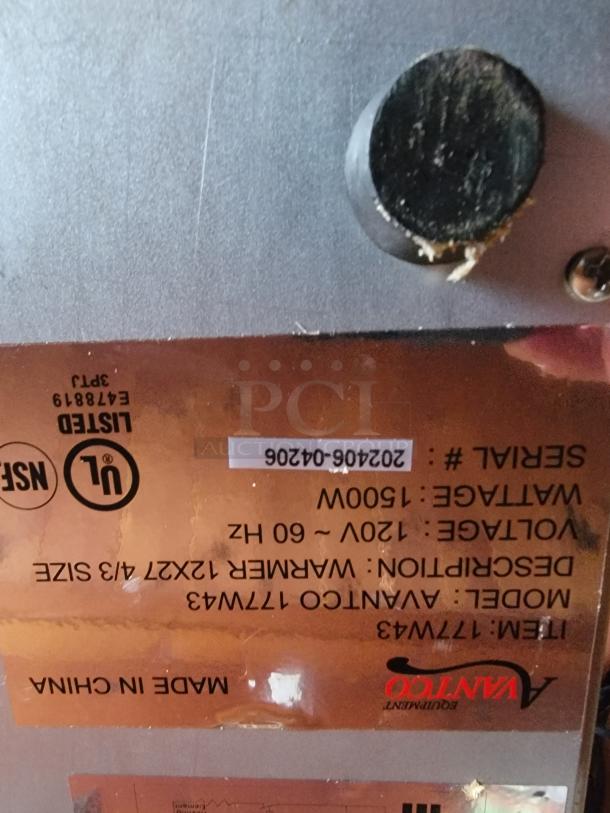 AVANTCO
EQUIPMENT
MADE IN CHINA
ITEM: 177W43
MODEL: AVANTCO 177W43
DESCRIPTION: WARMER 12X27 4/3 SIZE
VOLTAGE: 120V ~ 60 Hz
WATTAGE: 1500W
SERIAL #: 202406-04206
UL
LISTED
E478819
3PTJ
NSF
PCI
AUCTION GROUP
Element